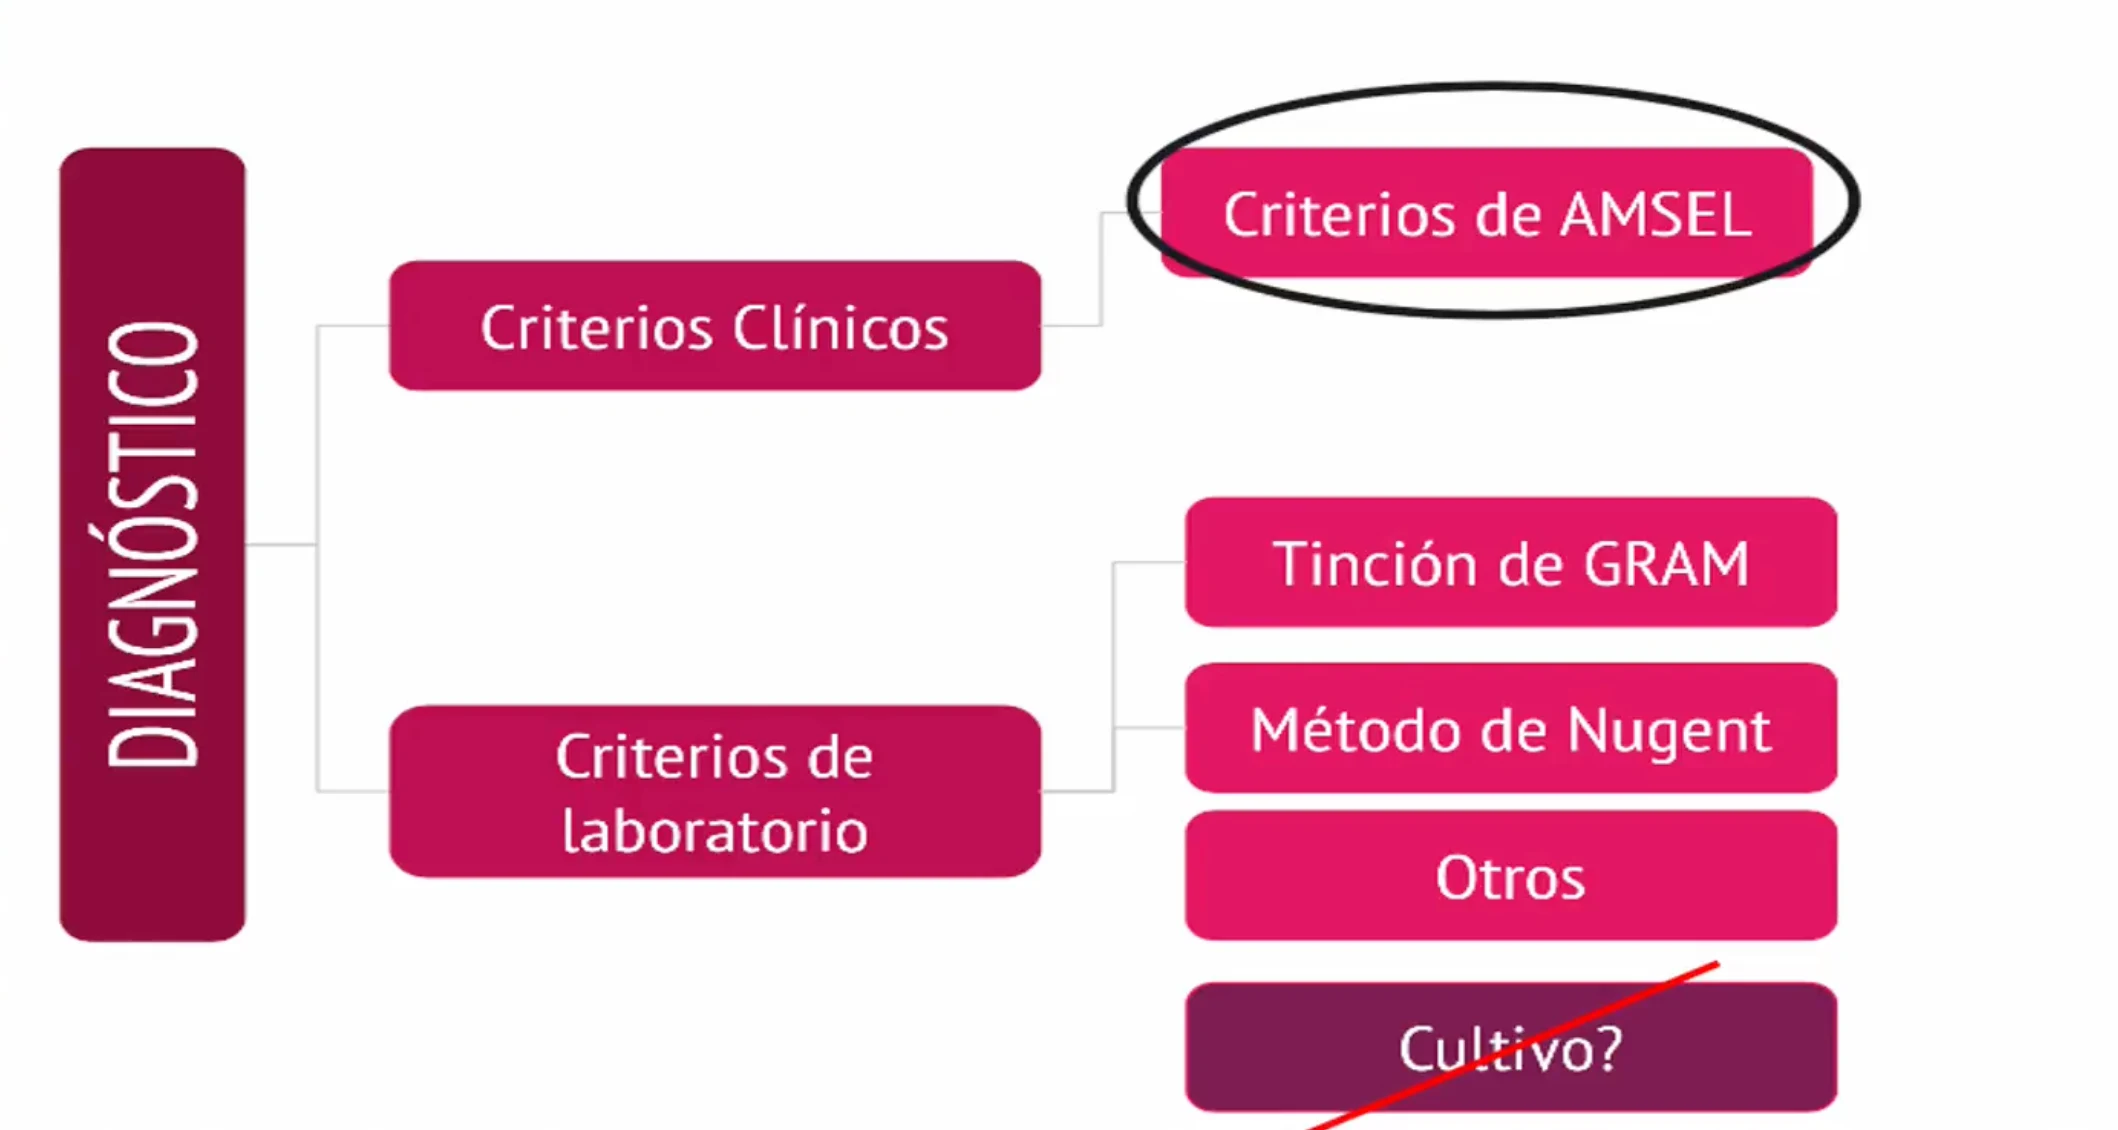 DIAGNÓSTICO
Criterios Clínicos
Criterios de AMSEL
Criterios de
laboratorio
Tinción de GRAM
Método de Nugent
Otros
Cultivo?